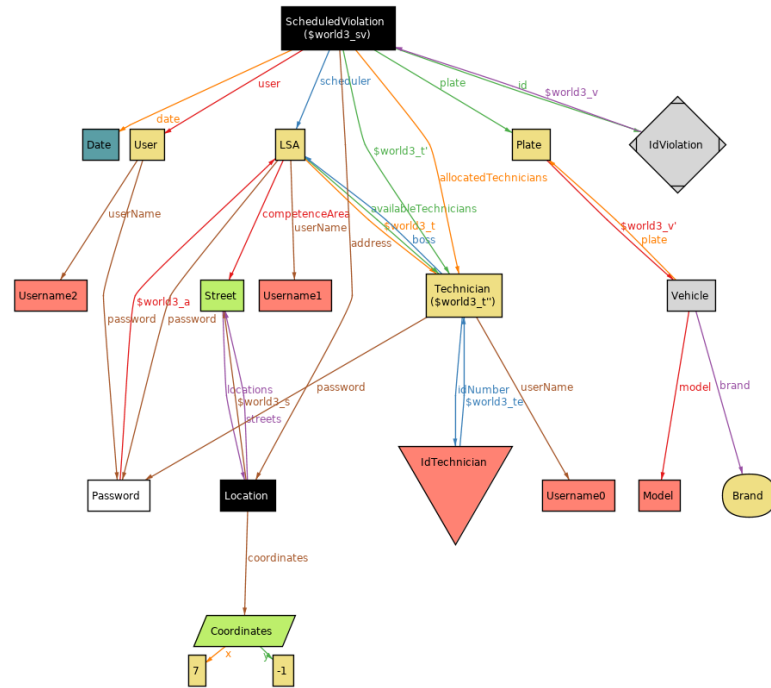 ScheduledViolation
($world3_sv)
user
scheduler
plate
id
$world3_v
date
Date
User
LSA
$world3_t'
Plate
IdViolation
allocatedTechnicians
userName
competenceArea
userName
availableTechnicians
$world3_t
boss
address
$world3_v'
plate
Username2
$world3_a
password
password
Street
Username1
Technician
($world3_t")
Vehicle
locations
$world3_s
streets
password
idNumber
$world3_te
userName
model
brand
Password
Location
IdTechnician
Username0
Model
Brand
coordinates
Coordinates
x
y
7
-1